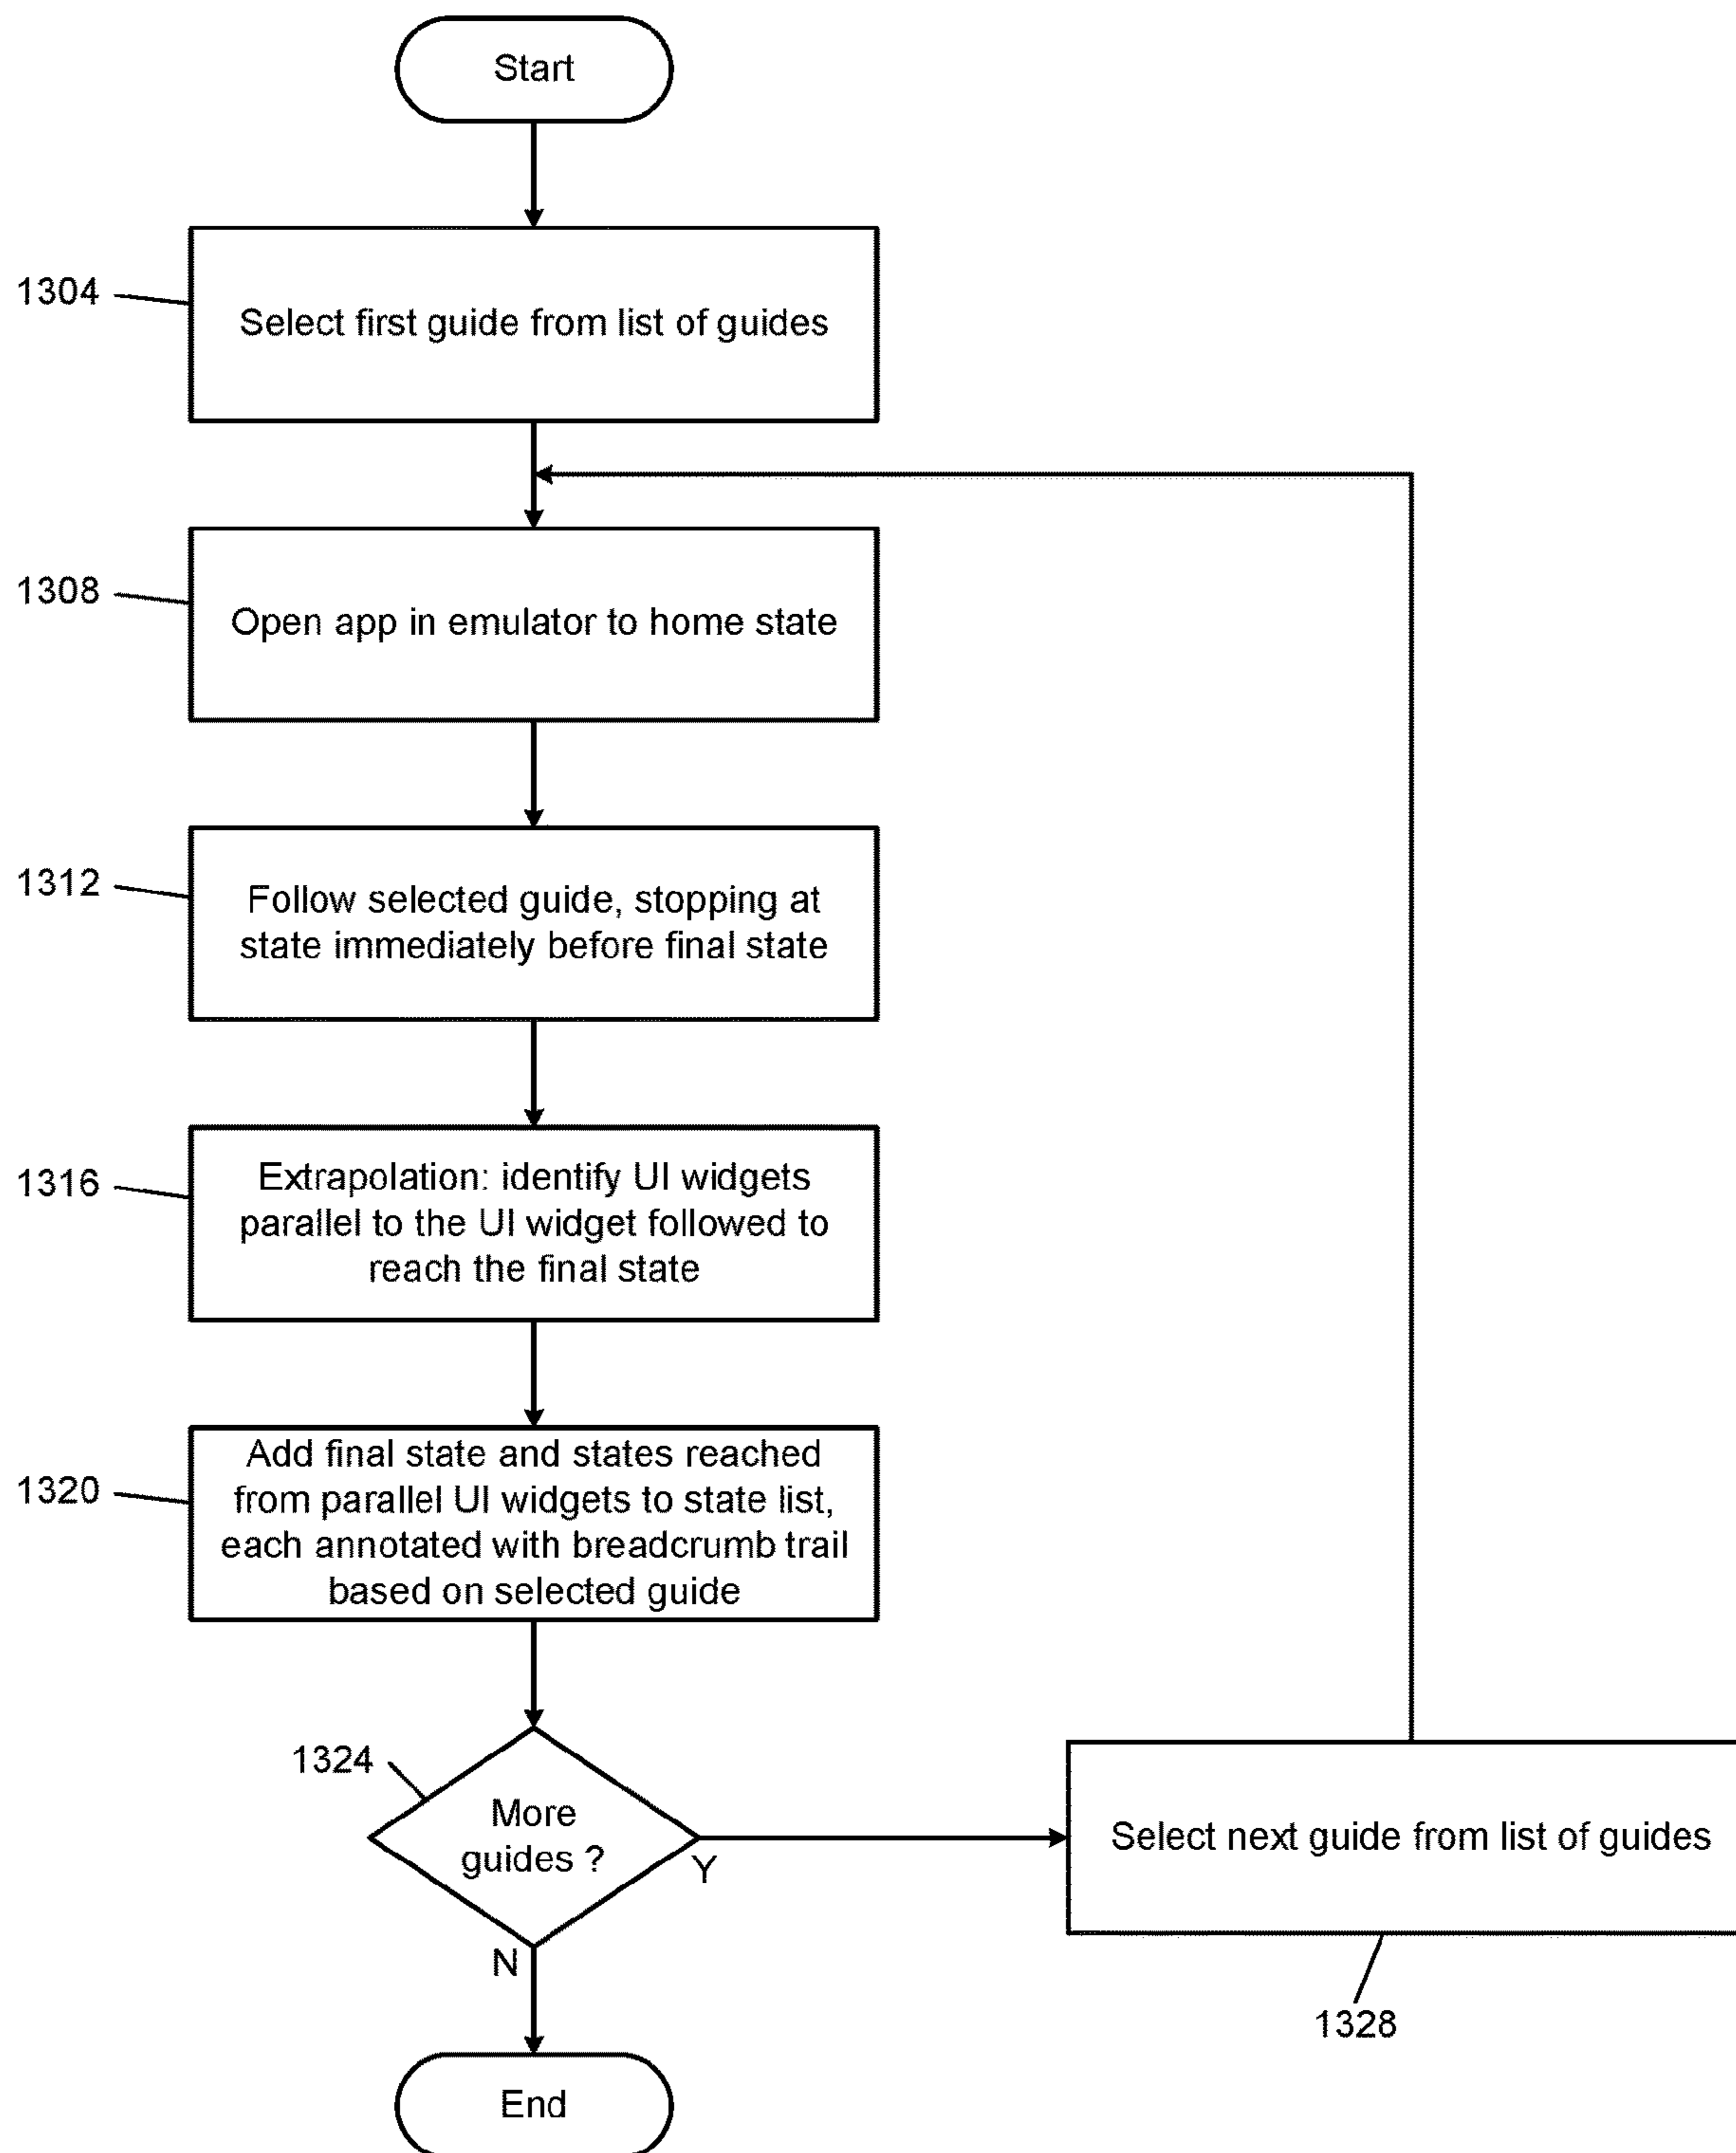 Start
1304
Select first guide from list of guides
1308
Open app in emulator to home state
1312
Follow selected guide, stopping at
state immediately before final state
1316
Extrapolation: identify UI widgets
parallel to the UI widget followed to
reach the final state
1320
Add final state and states reached
from parallel UI widgets to state list,
each annotated with breadcrumb trail
based on selected guide
1324
More
guides ?
Y
Select next guide from list of guides
N
1328
End